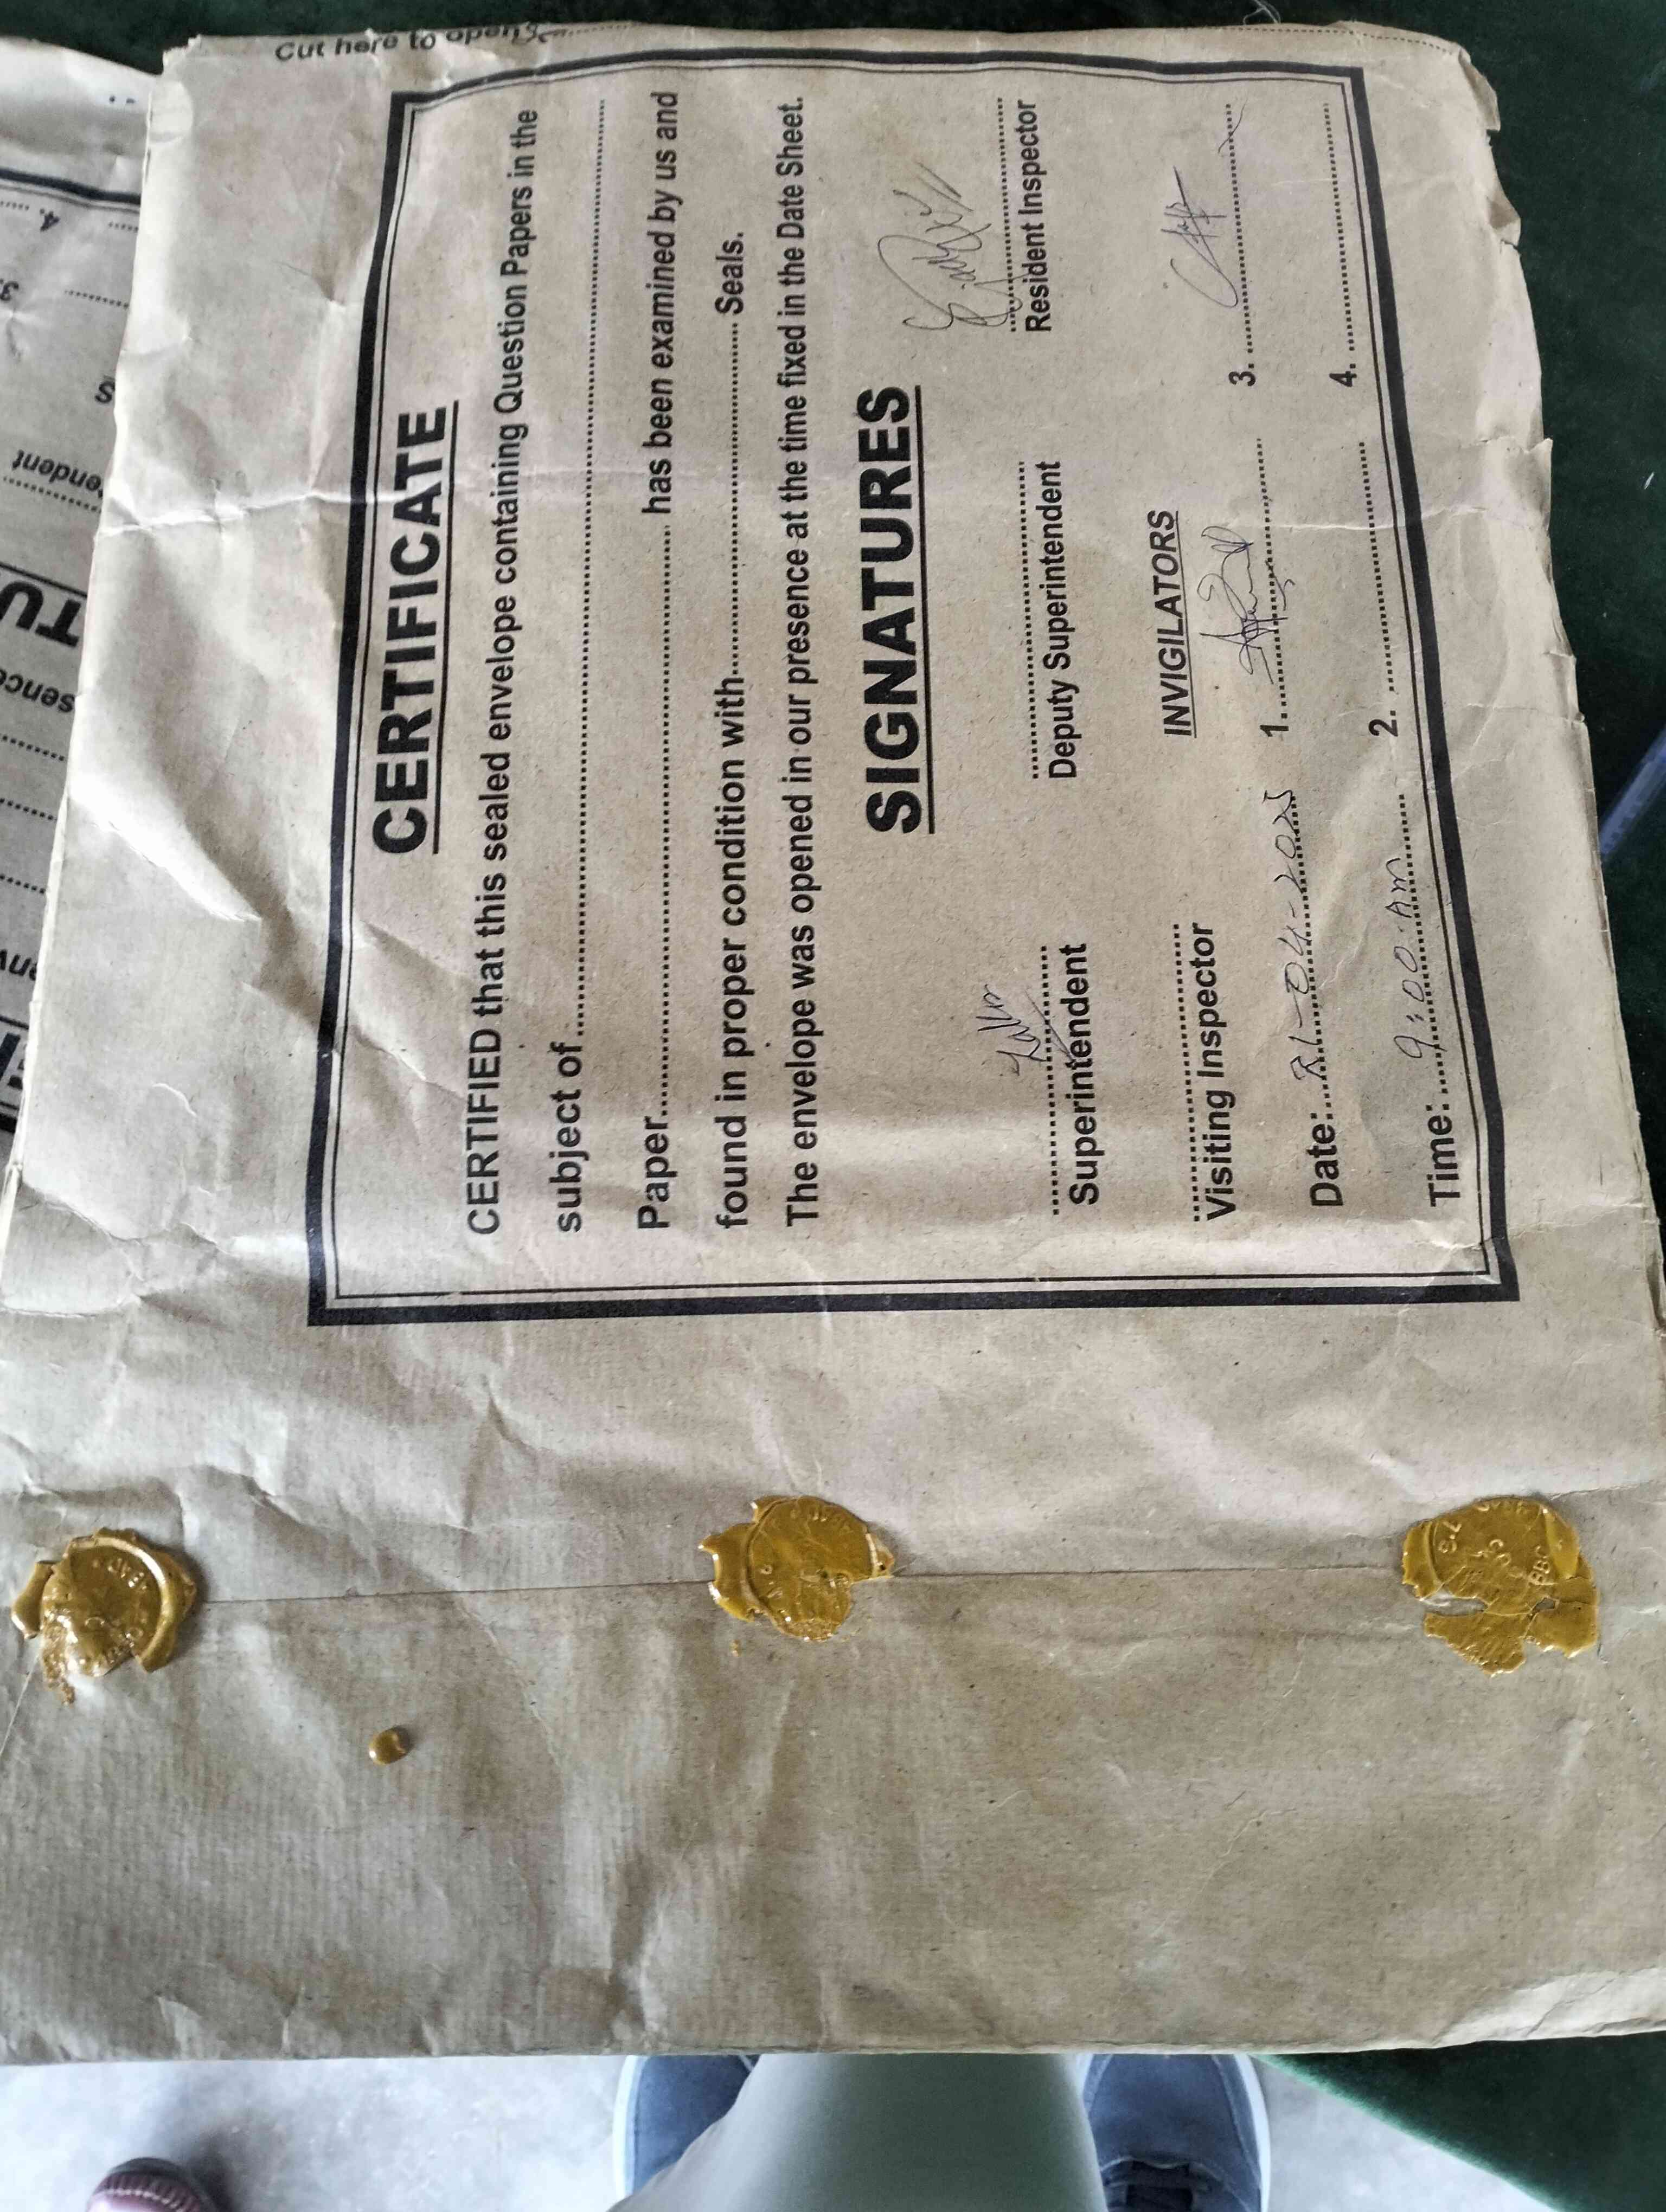 Cut here to open
CERTIFICATE
CERTIFIED that this sealed envelope containing Question Papers in the
subject of
Paper has been examined by us and
found in proper condition with Seals.
The envelope was opened in our presence at the time fixed in the Date Sheet.
SIGNATURES
Superintendent Deputy Superintendent Resident Inspector
INVIGILATORS
Visiting Inspector
1. 3.
Date: 21-04-2025
2. 4.
Time: 9:00 Am